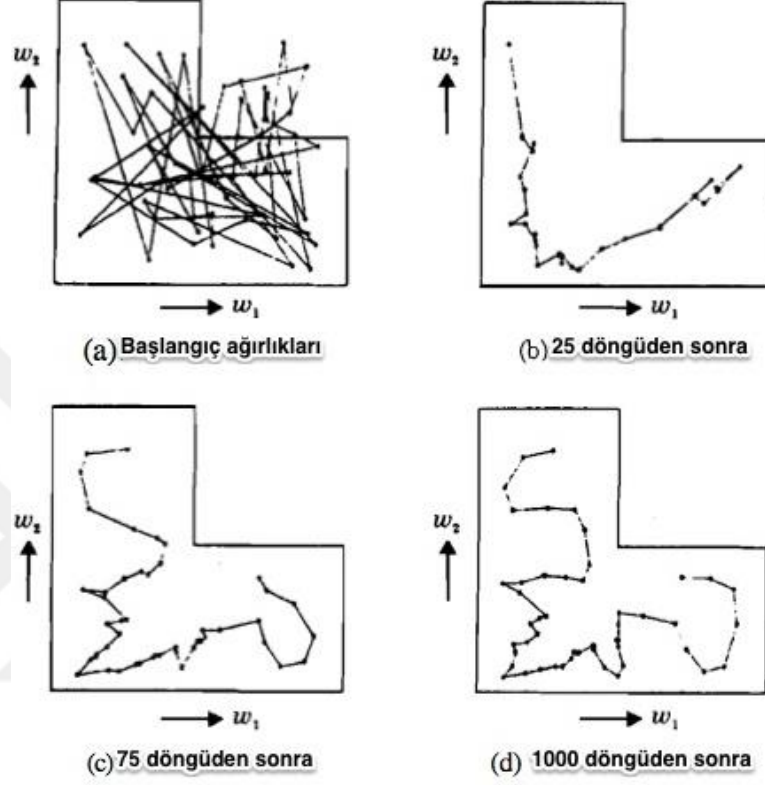 w₂
w₁
(a) Başlangıç ağırlıkları
w₂
w₁
(b) 25 döngüden sonra
w₂
w₁
(c) 75 döngüden sonra
w₂
w₁
(d) 1000 döngüden sonra